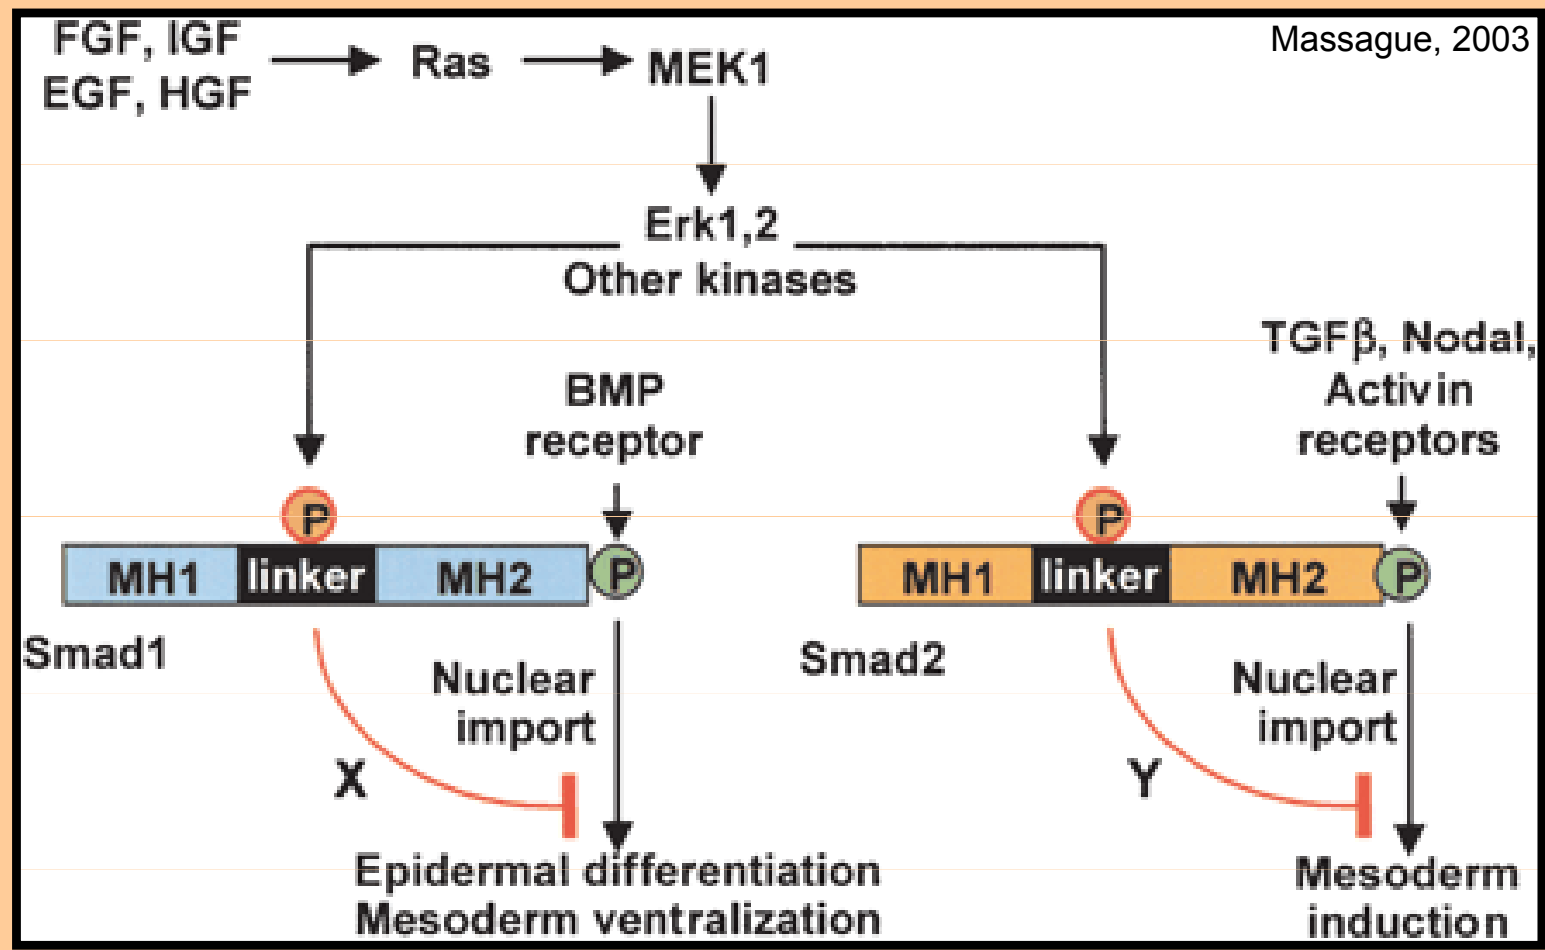 Massague, 2003
FGF, IGF
EGF, HGF
Ras
MEK1
Erk1,2
Other kinases
BMP
receptor
TGFβ, Nodal,
Activin
receptors
P
P
MH1
linker
MH2
P
MH1
linker
MH2
P
Smad1
Smad2
Nuclear
import
Nuclear
import
X
Y
Epidermal differentiation
Mesoderm ventralization
Mesoderm
induction